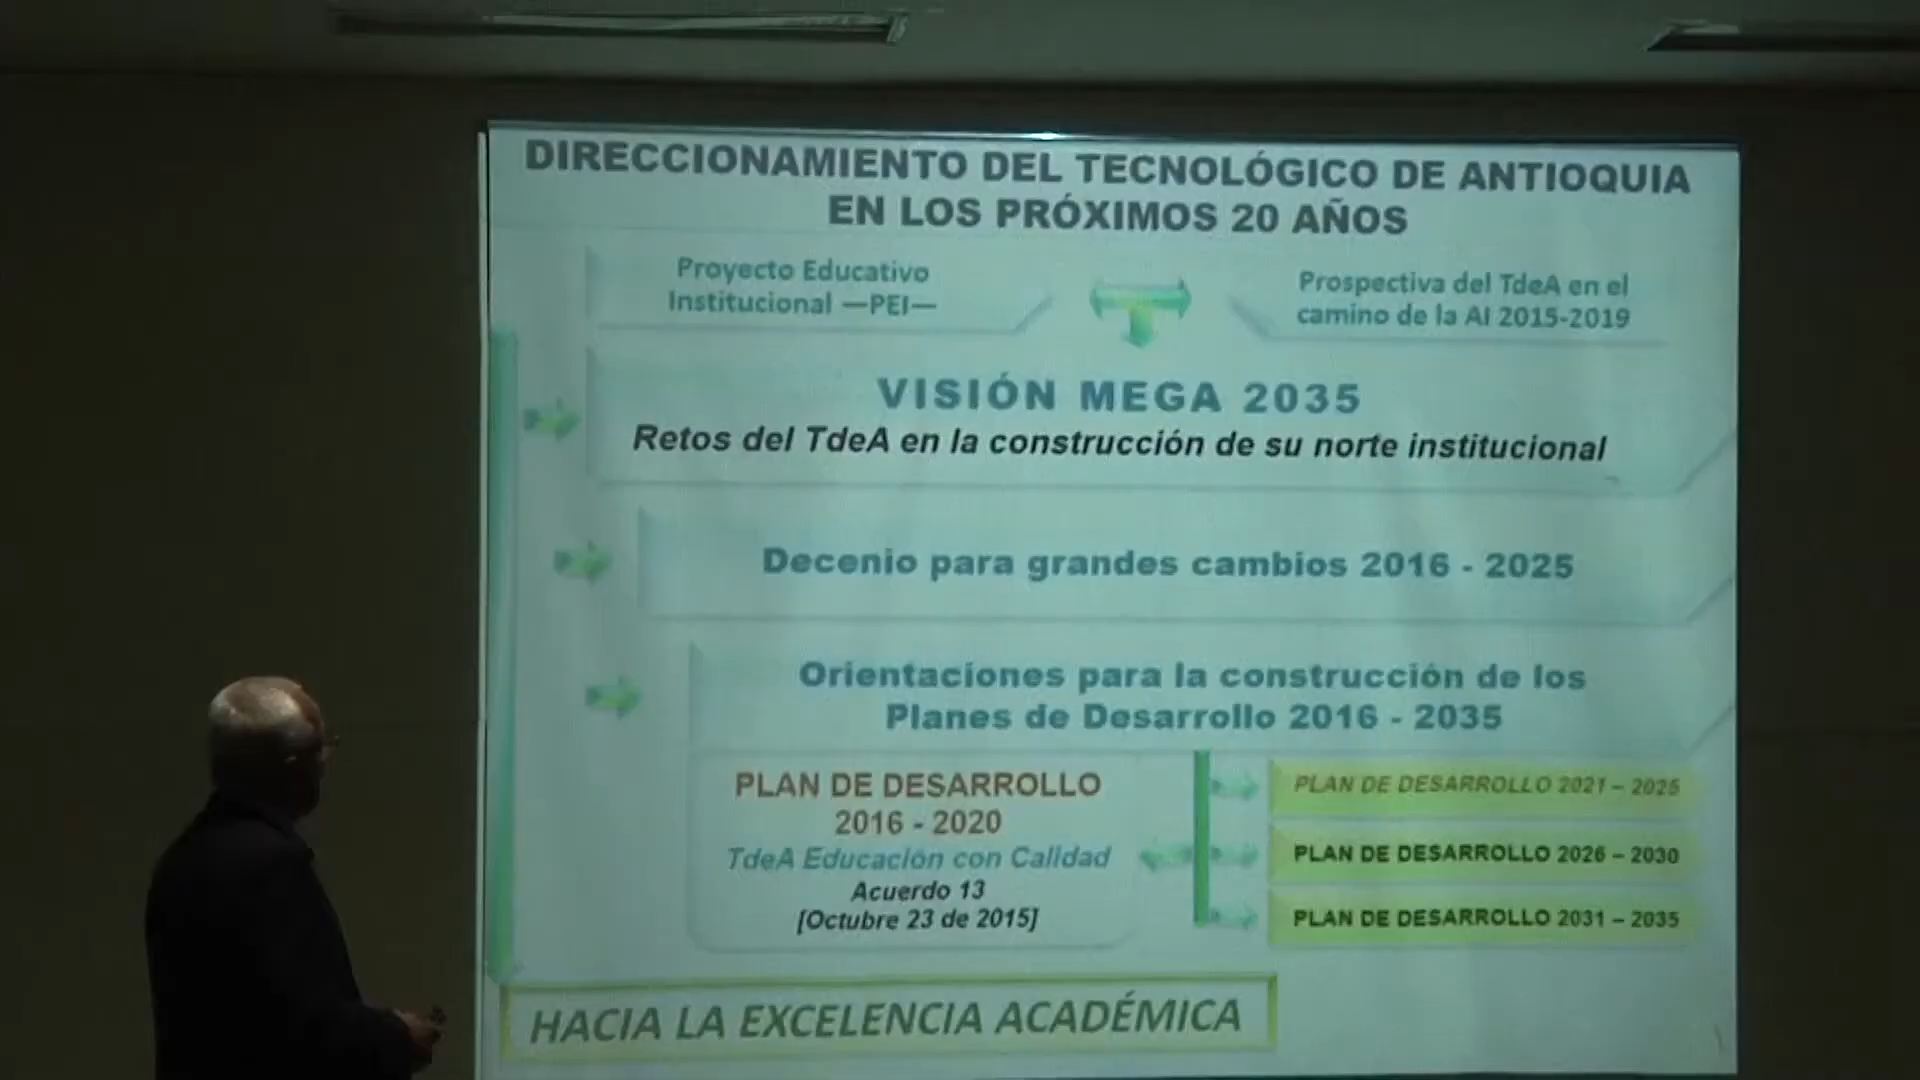 DIRECCIONAMIENTO DEL TECNOLÓGICO DE ANTIOQUIA
EN LOS PRÓXIMOS 20 AÑOS
Proyecto Educativo
Institucional —PEI—
Prospectiva del TdeA en el
camino de la AI 2015-2019
VISIÓN MEGA 2035
Retos del TdeA en la construcción de su norte institucional
Decenio para grandes cambios 2016 - 2025
Orientaciones para la construcción de los
Planes de Desarrollo 2016 - 2035
PLAN DE DESARROLLO
2016 - 2020
TdeA Educación con Calidad
Acuerdo 13
[Octubre 23 de 2015]
PLAN DE DESARROLLO 2021 – 2025
PLAN DE DESARROLLO 2026 – 2030
PLAN DE DESARROLLO 2031 – 2035
HACIA LA EXCELENCIA ACADÉMICA